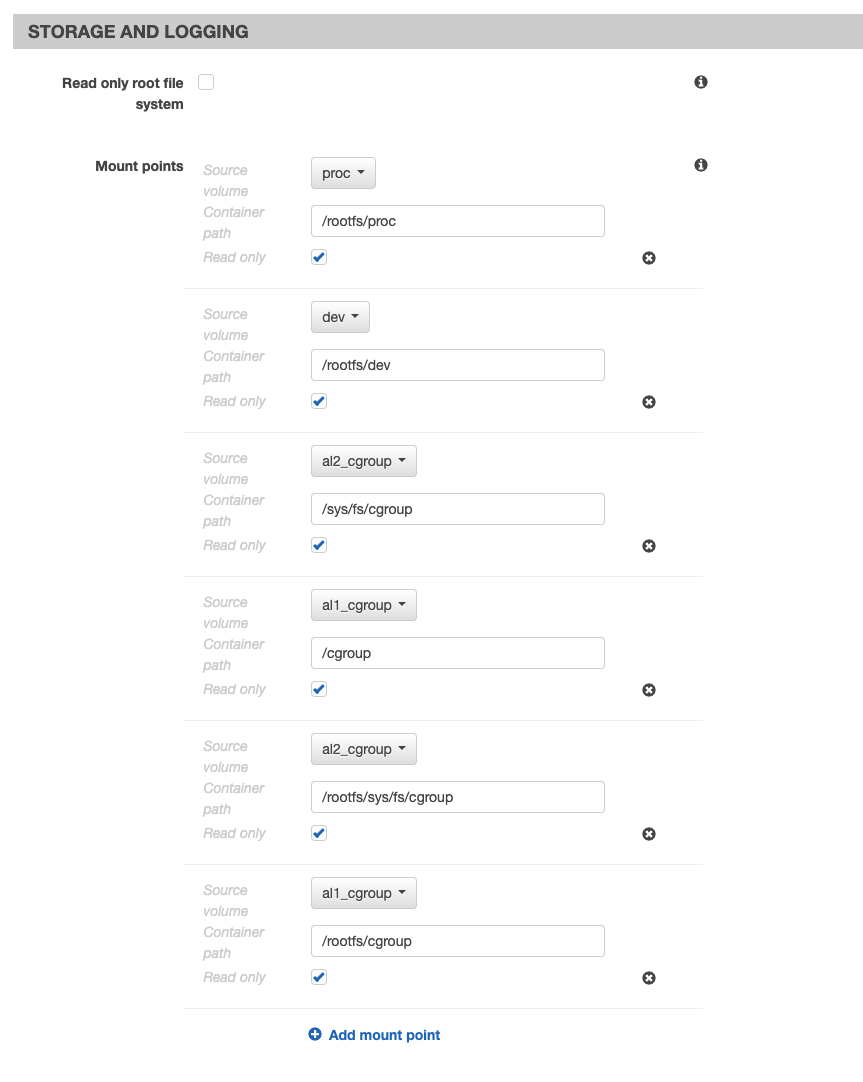 STORAGE AND LOGGING
Read only root file
system
Mount points
Source
volume
proc
Container
path
/rootfs/proc
Read only
Source
volume
dev
Container
path
/rootfs/dev
Read only
Source
volume
al2_cgroup
Container
path
/sys/fs/cgroup
Read only
Source
volume
al1_cgroup
Container
path
/cgroup
Read only
Source
volume
al2_cgroup
Container
path
/rootfs/sys/fs/cgroup
Read only
Source
volume
al1_cgroup
Container
path
/rootfs/cgroup
Read only
Add mount point